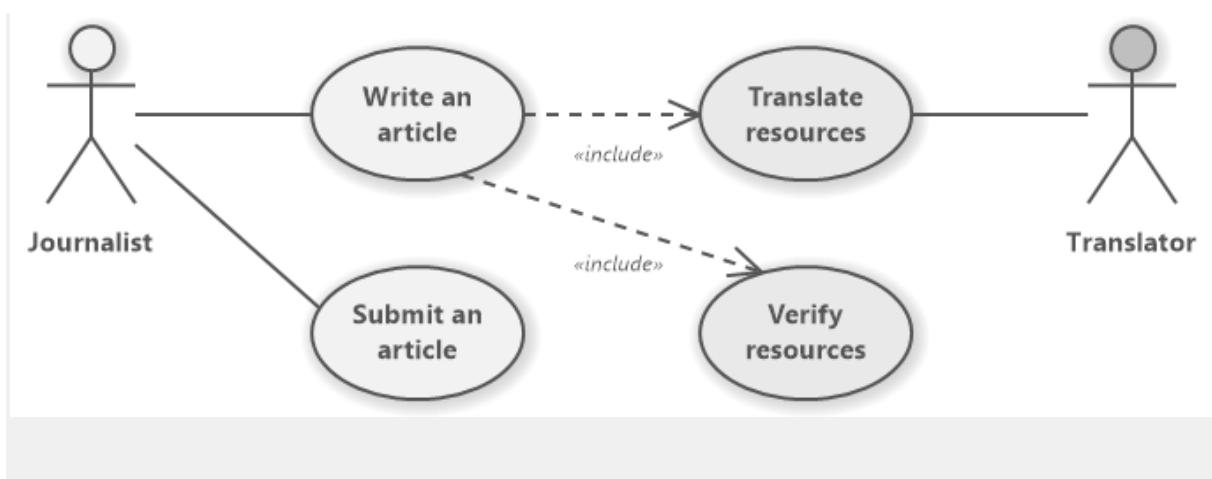 Write an
article
Translate
resources
«include»
Journalist
Translator
«include»
Submit an
article
Verify
resources